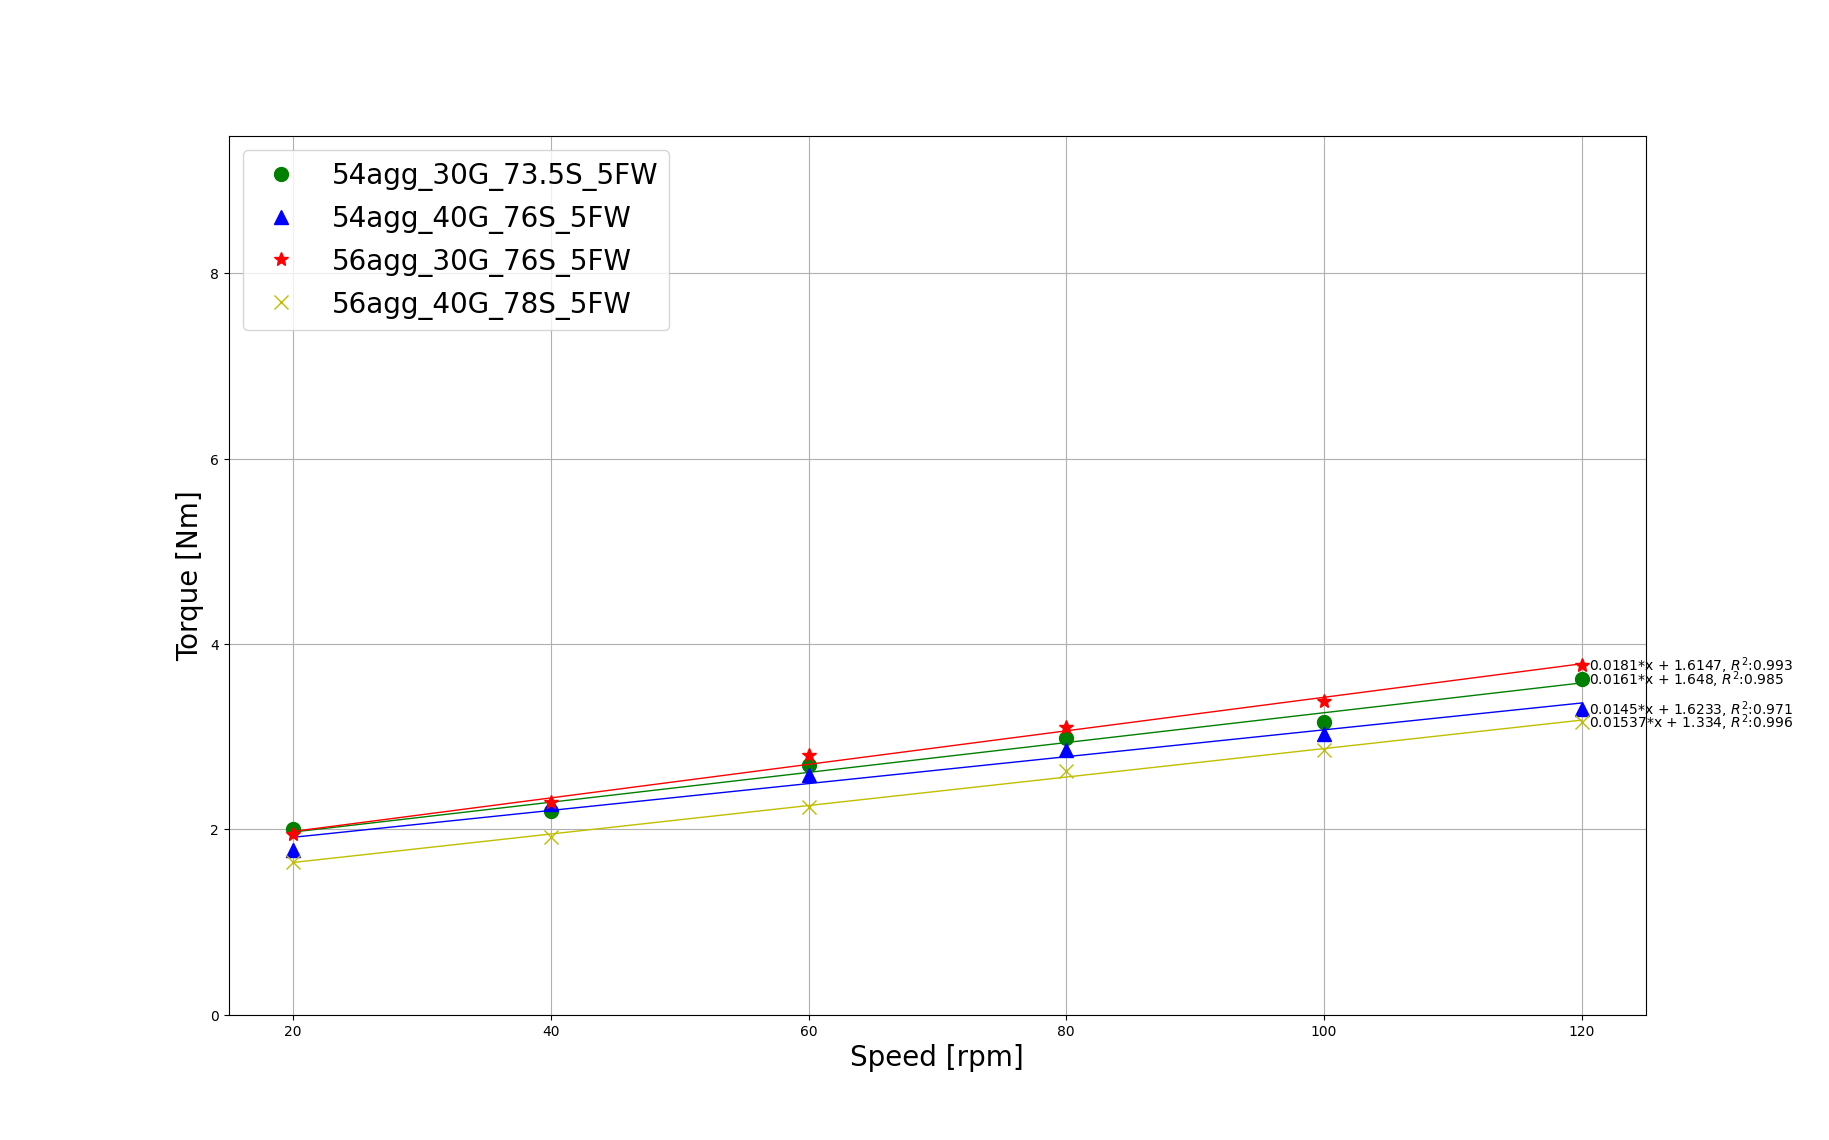 54agg_30G_73.5S_5FW
54agg_40G_76S_5FW
56agg_30G_76S_5FW
56agg_40G_78S_5FW
8
6
4
2
0
Torque [Nm]
0.0181*x + 1.6147, R²:0.993
0.0161*x + 1.648, R²:0.985
0.0145*x + 1.6233, R²:0.971
0.01537*x + 1.334, R²:0.996
20 40 60 80 100 120
Speed [rpm]